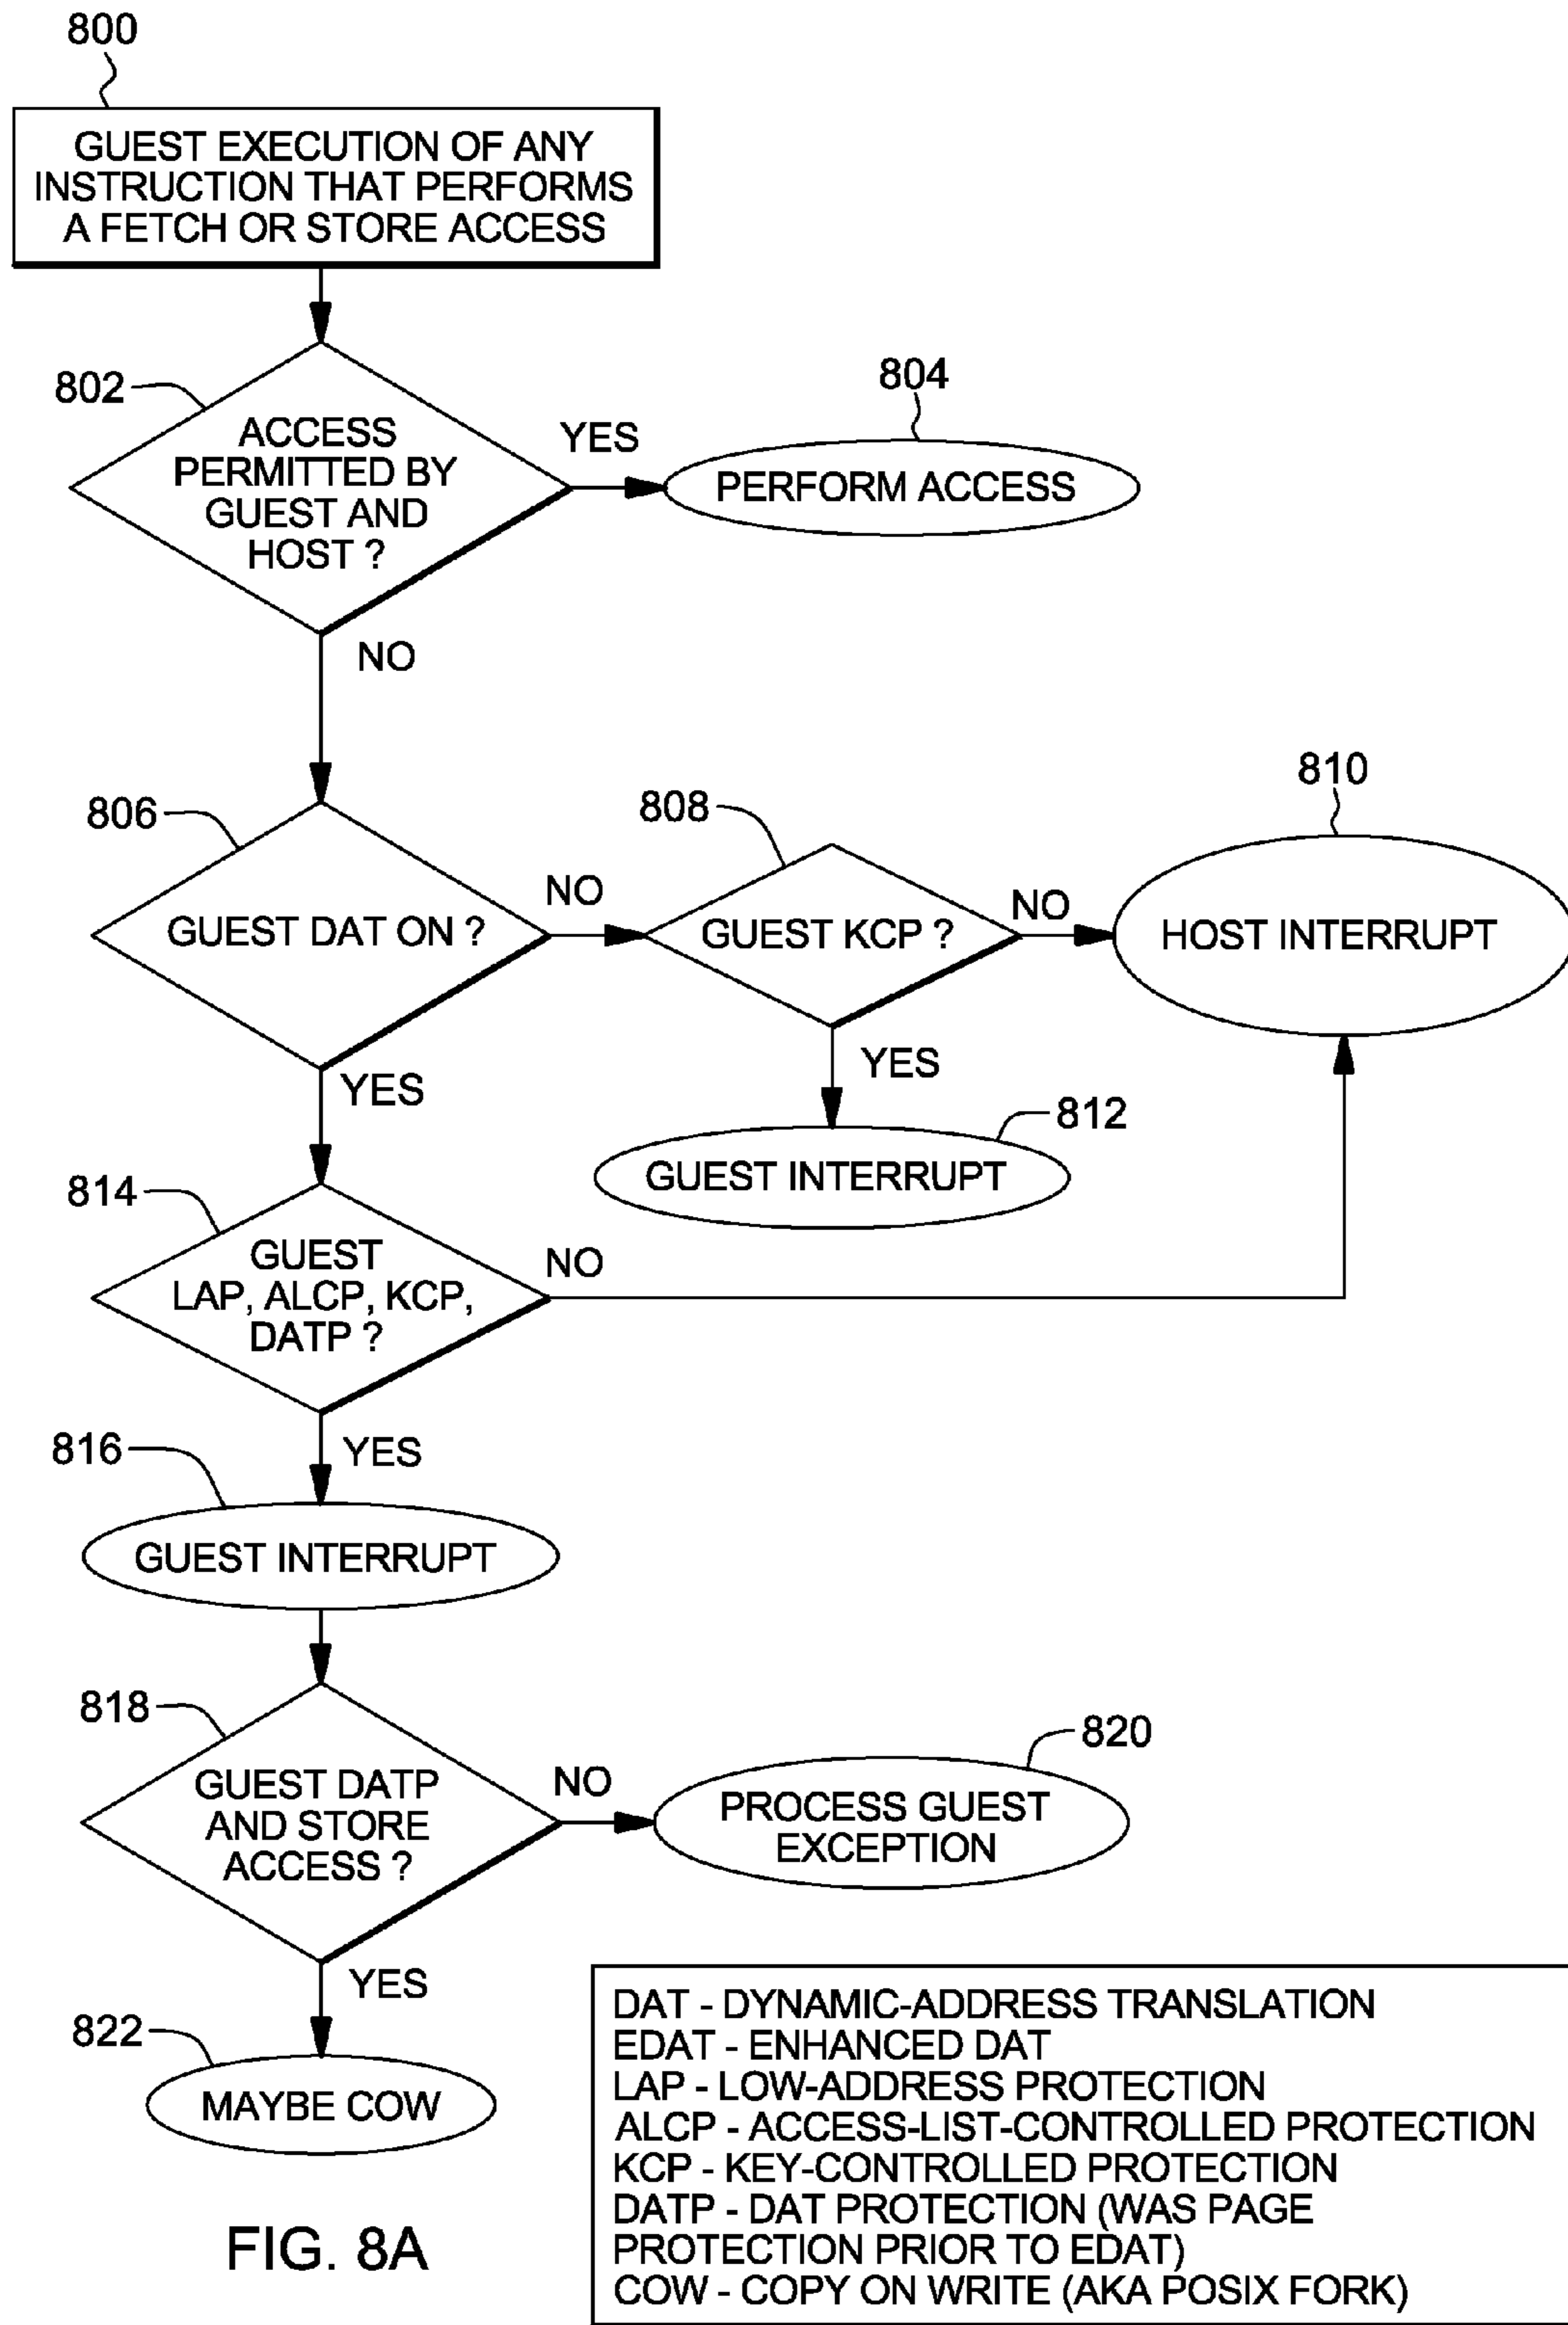 800
GUEST EXECUTION OF ANY
INSTRUCTION THAT PERFORMS
A FETCH OR STORE ACCESS
802
ACCESS
PERMITTED BY
GUEST AND
HOST ?
YES
804
PERFORM ACCESS
NO
806
GUEST DAT ON ?
NO
808
GUEST KCP ?
NO
810
HOST INTERRUPT
YES
812
GUEST INTERRUPT
YES
814
GUEST
LAP, ALCP, KCP,
DATP ?
NO
YES
816
GUEST INTERRUPT
818
GUEST DATP
AND STORE
ACCESS ?
NO
820
PROCESS GUEST
EXCEPTION
YES
822
MAYBE COW
DAT - DYNAMIC-ADDRESS TRANSLATION
EDAT - ENHANCED DAT
LAP - LOW-ADDRESS PROTECTION
ALCP - ACCESS-LIST-CONTROLLED PROTECTION
KCP - KEY-CONTROLLED PROTECTION
DATP - DAT PROTECTION (WAS PAGE
PROTECTION PRIOR TO EDAT)
COW - COPY ON WRITE (AKA POSIX FORK)
FIG. 8A